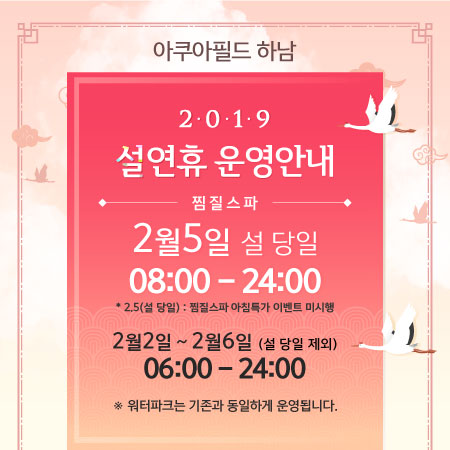 아쿠아필드 하남
2·0·1·9
설연휴 운영안내
찜질스파
2월5일 설 당일
08:00 – 24:00
* 2.5(설 당일) : 찜질스파 아침특가 이벤트 미시행
2월2일 ~ 2월6일 (설 당일 제외)
06:00 – 24:00
※ 워터파크는 기존과 동일하게 운영됩니다.